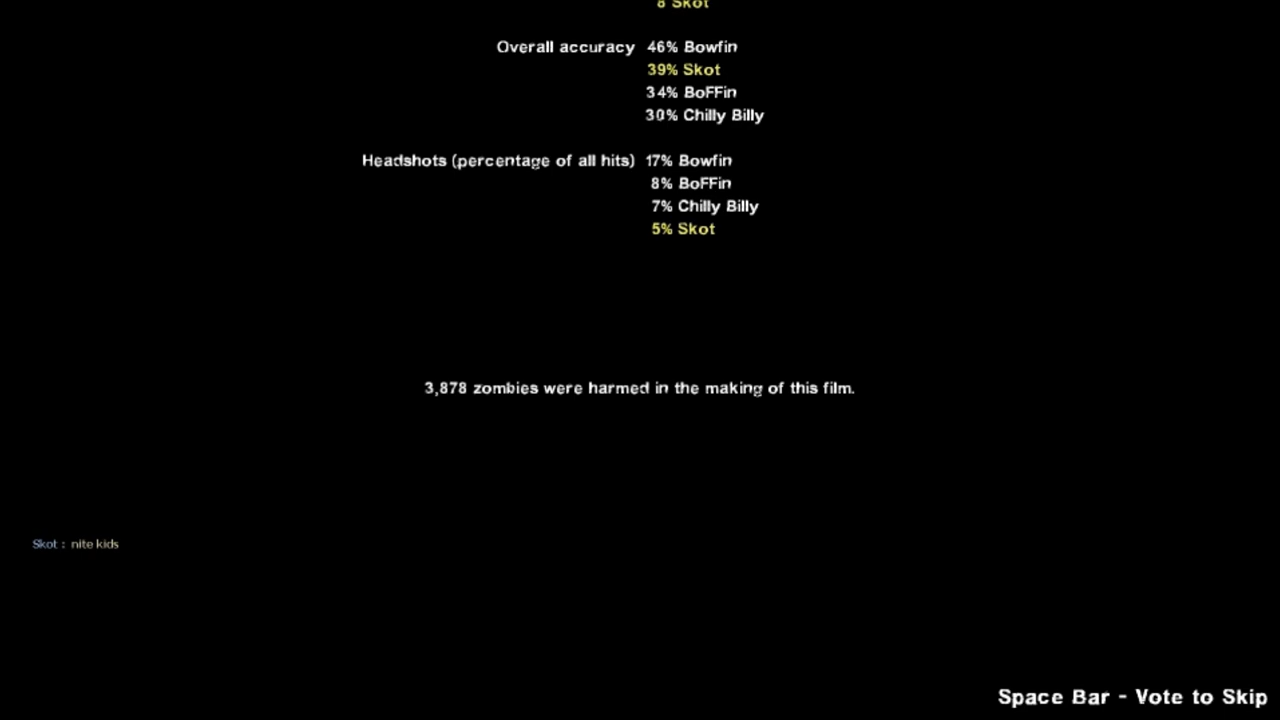 8 Skot
Overall accuracy 46% Bowfin
39% Skot
34% BoFFin
30% Chilly Billy
Headshots (percentage of all hits) 17% Bowfin
8% BoFFin
7% Chilly Billy
5% Skot
3,878 zombies were harmed in the making of this film.
Skot : nite kids
Space Bar - Vote to Skip